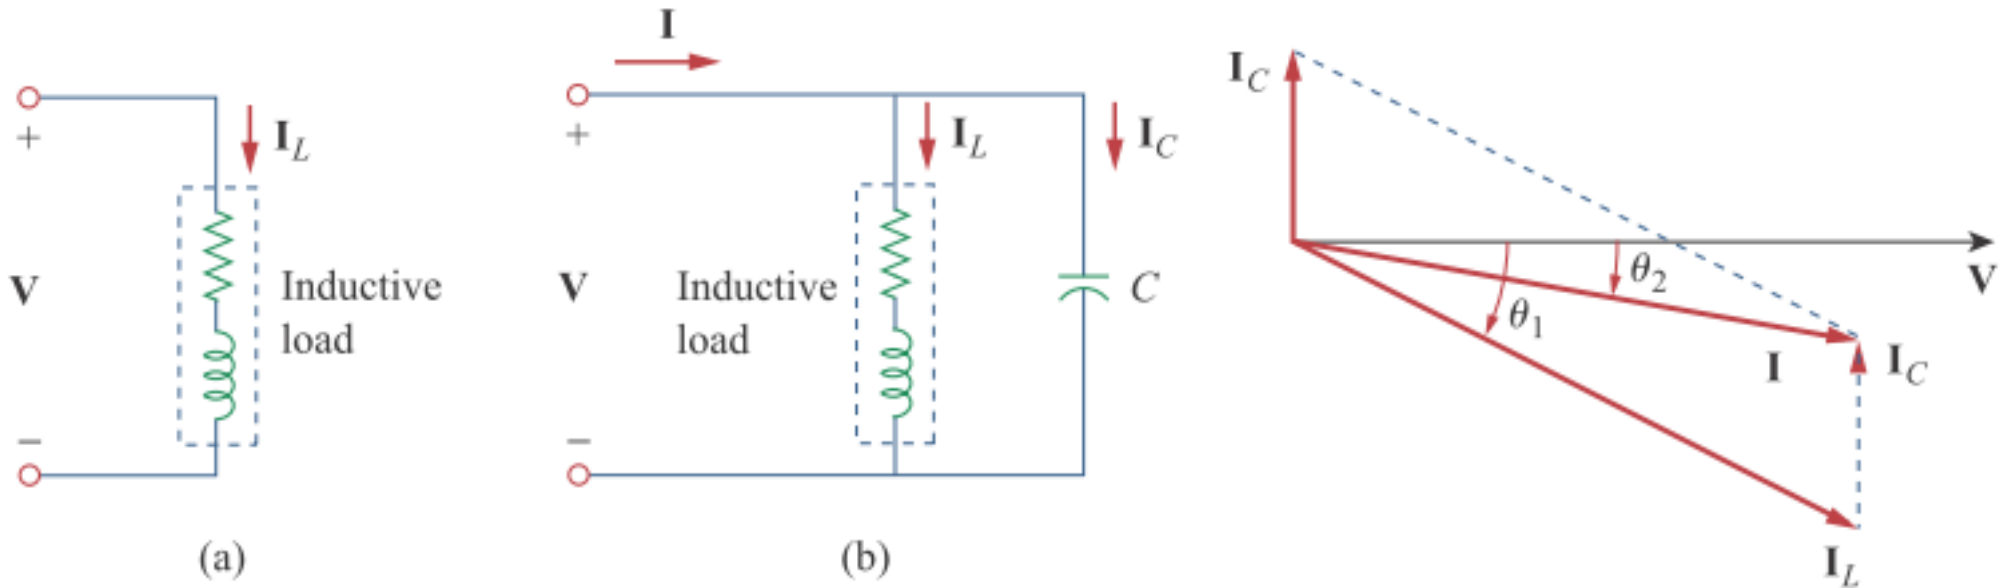 I_L
+
V
Inductive
load
−
(a)
I
+
I_L
I_C
V
Inductive
load
C
−
(b)
I_C
V
θ_2
θ_1
I
I_C
I_L